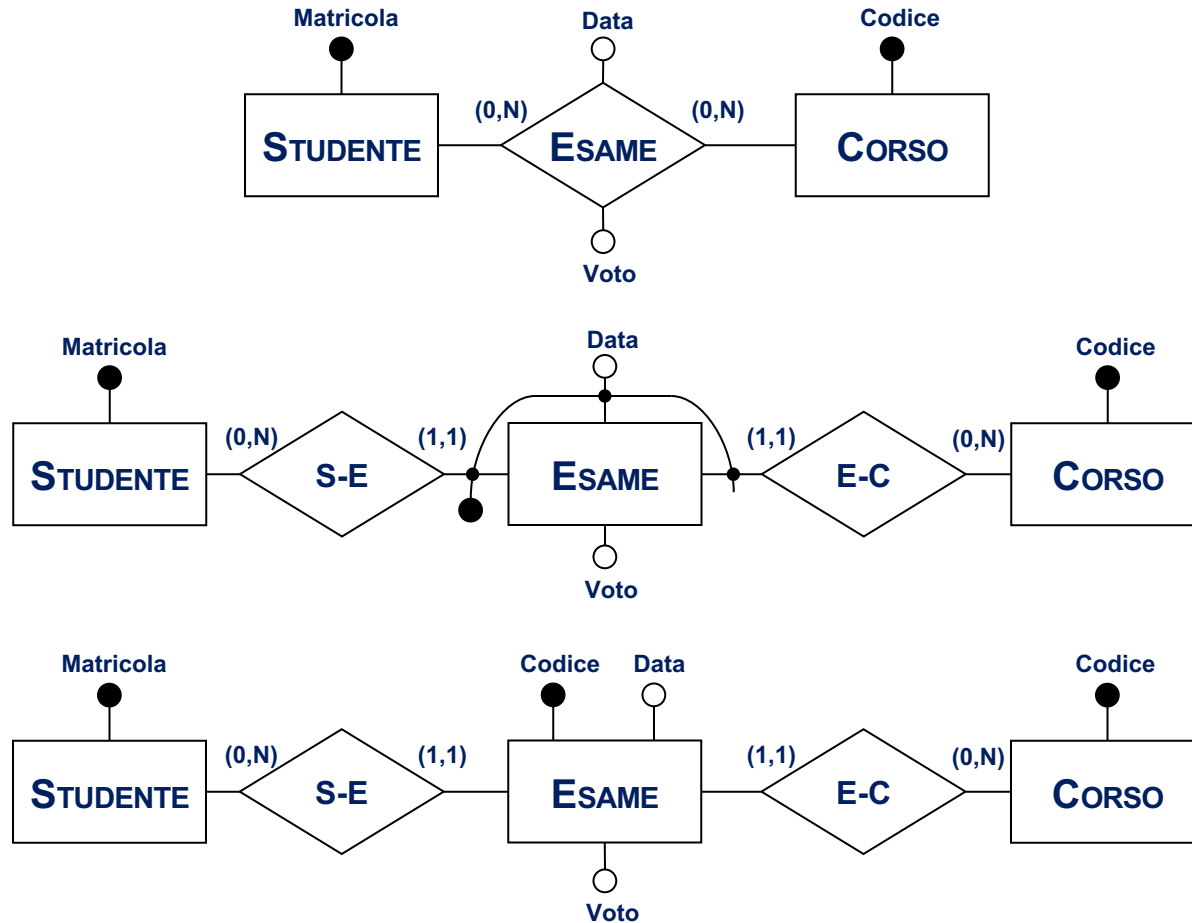 Matricola Data Codice
(0,N) (0,N)
STUDENTE ESAME CORSO
Voto
Data
Matricola Codice
(0,N) (1,1) (1,1) (0,N)
STUDENTE S-E ESAME E-C CORSO
Voto
Matricola Codice Data Codice
(0,N) (1,1) (1,1) (0,N)
STUDENTE S-E ESAME E-C CORSO
Voto